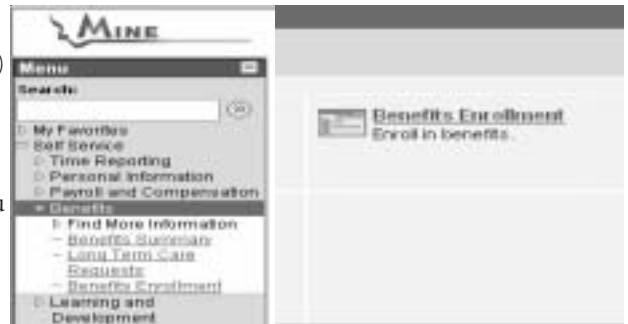 MINE
Menu
Search:
My Favorites
Self Service
Time Reporting
Personal Information
Payroll and Compensation
Benefits
Find More Information
– Benefits Summary
– Long Term Care
Requests
– Benefits Enrollment
Learning and
Development
Benefits Enrollment
Enroll in benefits.